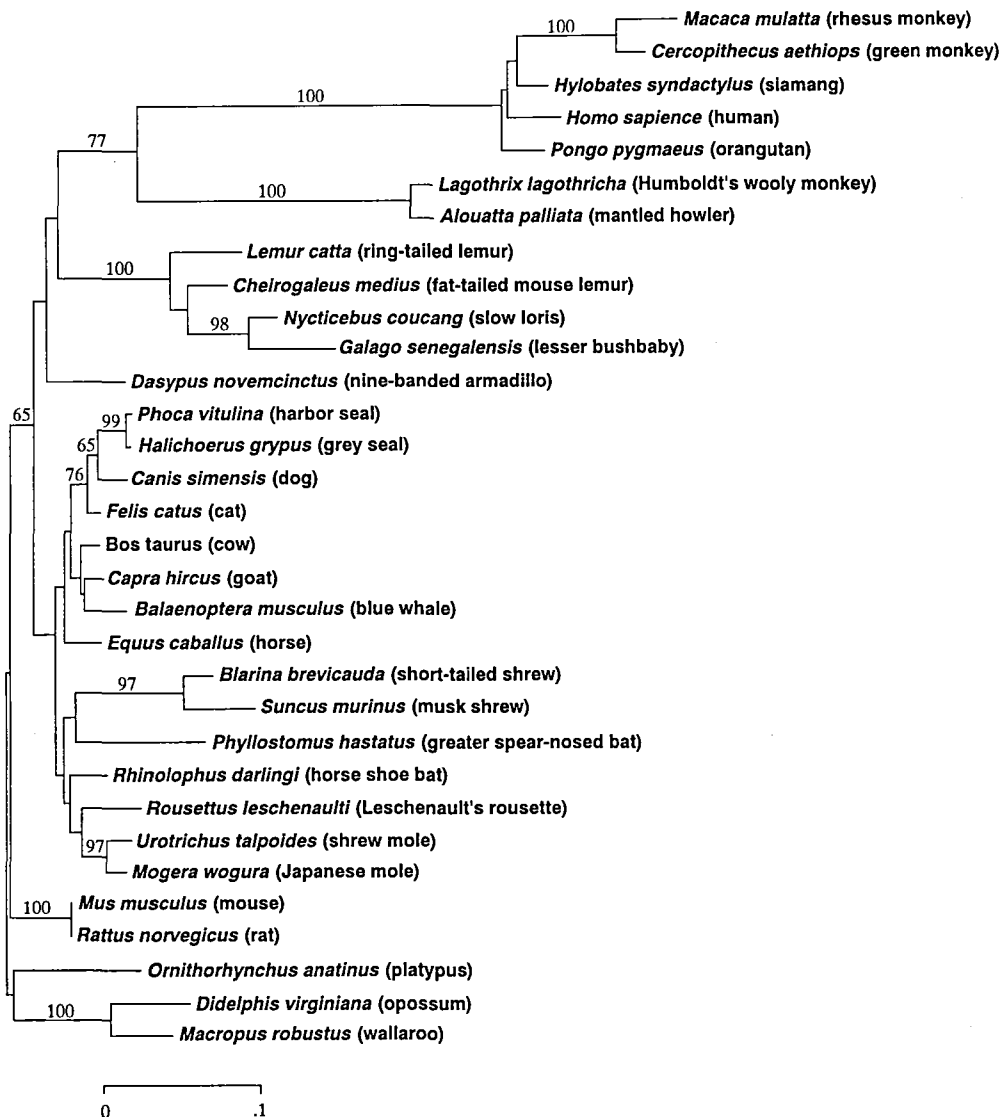 Macaca mulatta (rhesus monkey)
100
Cercopithecus aethiops (green monkey)
Hylobates syndactylus (siamang)
100
Homo sapience (human)
77
Pongo pygmaeus (orangutan)
Lagothrix lagothricha (Humboldt's wooly monkey)
100
Alouatta palliata (mantled howler)
Lemur catta (ring-tailed lemur)
100
Cheirogaleus medius (fat-tailed mouse lemur)
Nycticebus coucang (slow loris)
98
Galago senegalensis (lesser bushbaby)
Dasypus novemcinctus (nine-banded armadillo)
65
Phoca vitulina (harbor seal)
99
Halichoerus grypus (grey seal)
65
Canis simensis (dog)
76
Felis catus (cat)
Bos taurus (cow)
Capra hircus (goat)
Balaenoptera musculus (blue whale)
Equus caballus (horse)
Blarina brevicauda (short-tailed shrew)
97
Suncus murinus (musk shrew)
Phyllostomus hastatus (greater spear-nosed bat)
Rhinolophus darlingi (horse shoe bat)
Rousettus leschenaulti (Leschenault's rousette)
Urotrichus talpoides (shrew mole)
97
Mogera wogura (Japanese mole)
Mus musculus (mouse)
100
Rattus norvegicus (rat)
Ornithorhynchus anatinus (platypus)
Didelphis virginiana (opossum)
100
Macropus robustus (wallaroo)
0 .1